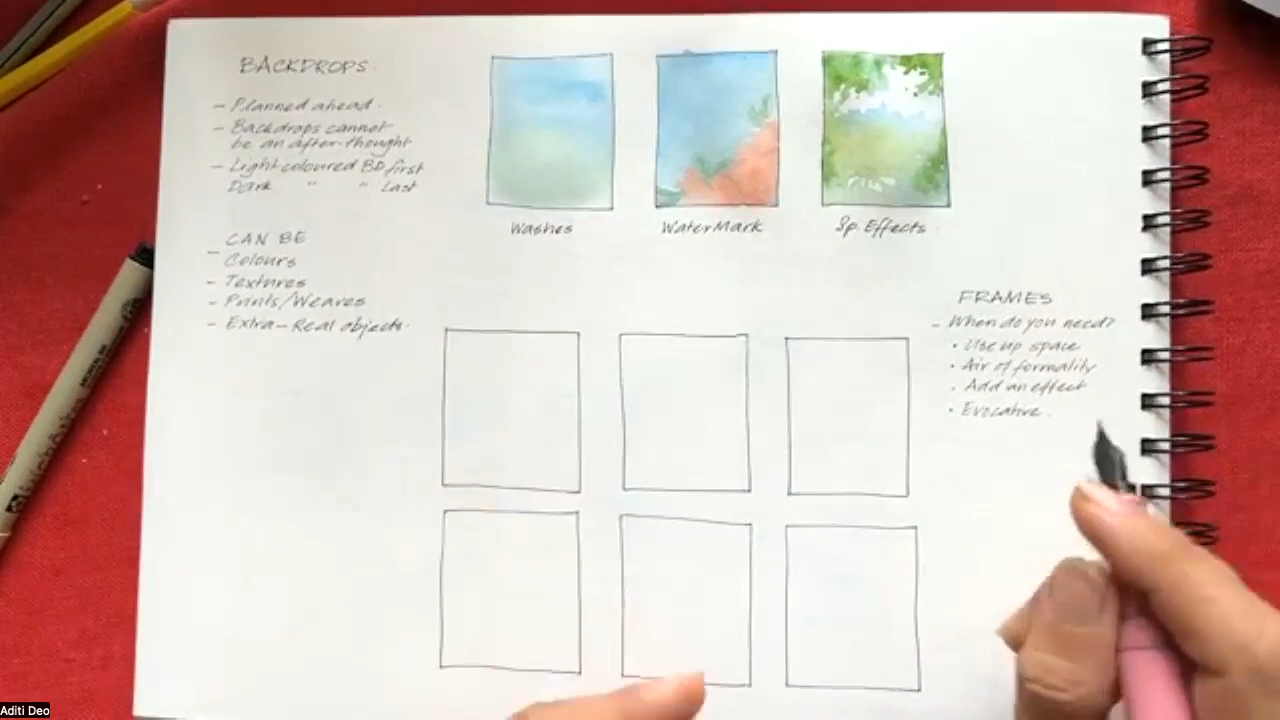 BACKDROPS
- Planned ahead.
- Backdrops cannot
be an after-thought
- Light coloured BD first
Dark " " Last
CAN BE
- Colours
- Textures
- Prints/Weaves
- Extra-Real objects.
Washes
WaterMark
Sp. Effects
FRAMES
- When do you need?
• Use up space
• Air of formality
• Add an effect
• Evocative.
Aditi Deo